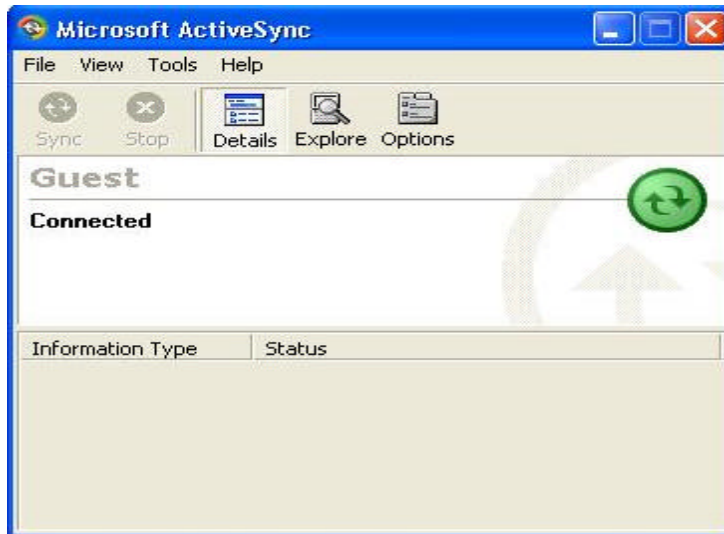 Microsoft ActiveSync
File View Tools Help
Sync Stop Details Explore Options
Guest
Connected
Information Type Status